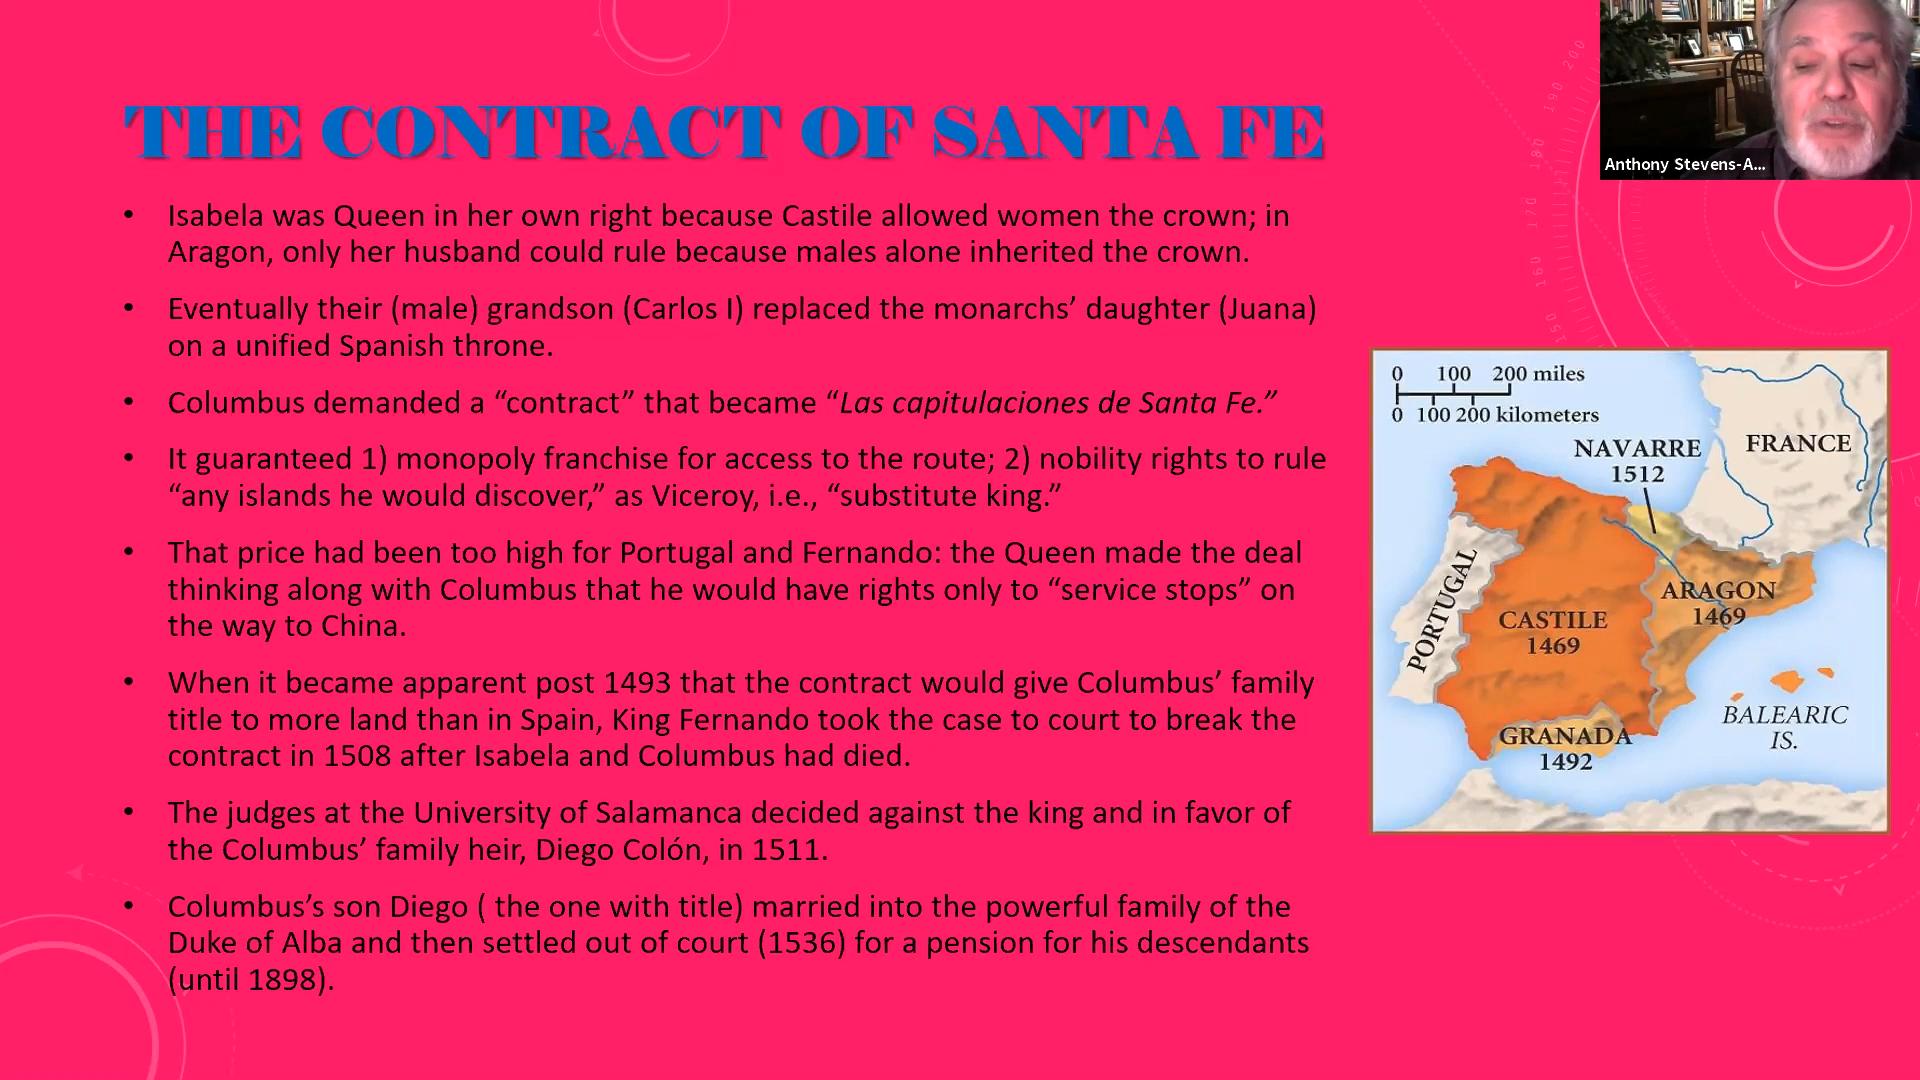 THE CONTRACT OF SANTA FE
• Isabela was Queen in her own right because Castile allowed women the crown; in
Aragon, only her husband could rule because males alone inherited the crown.
• Eventually their (male) grandson (Carlos I) replaced the monarchs’ daughter (Juana)
on a unified Spanish throne.
• Columbus demanded a “contract” that became “Las capitulaciones de Santa Fe.”
• It guaranteed 1) monopoly franchise for access to the route; 2) nobility rights to rule
“any islands he would discover,” as Viceroy, i.e., “substitute king.”
• That price had been too high for Portugal and Fernando: the Queen made the deal
thinking along with Columbus that he would have rights only to “service stops” on
the way to China.
• When it became apparent post 1493 that the contract would give Columbus’ family
title to more land than in Spain, King Fernando took the case to court to break the
contract in 1508 after Isabela and Columbus had died.
• The judges at the University of Salamanca decided against the king and in favor of
the Columbus’ family heir, Diego Colón, in 1511.
• Columbus’s son Diego ( the one with title) married into the powerful family of the
Duke of Alba and then settled out of court (1536) for a pension for his descendants
(until 1898).
Anthony Stevens-A...
200
190
180
170
160
150
0 100 200 miles
0 100 200 kilometers
NAVARRE
1512
FRANCE
PORTUGAL
CASTILE
1469
ARAGON
1469
BALEARIC
IS.
GRANADA
1492